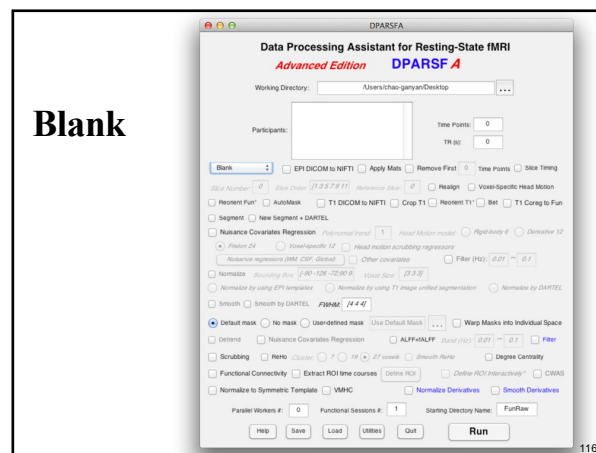 DPARSFA
Data Processing Assistant for Resting-State fMRI
Advanced Edition DPARSF A
Working Directory: /Users/chao-ganyan/Desktop ...
Blank
Participants:
Time Points: 0
TR (s): 0
Blank EPI DICOM to NIFTI Apply Mats Remove First 0 Time Points Slice Timing
Slice Number 0 Slice Order [1 3 5 7 9 11 Reference Slice 0 Realign Voxel-Specific Head Motion
Reorient Fun* AutoMask T1 DICOM to NIFTI Crop T1 Reorient T1* Bet T1 Coreg to Fun
Segment New Segment + DARTEL
Nuisance Covariates Regression Polynomial trend: 1 Head Motion model Rigid-body 6 Derivative 12
Friston 24 Voxel-specific 12 Head motion scrubbing regressors
Nuisance regressors (WM, CSF, Global) Other covariates Filter (Hz): 0.01 ~ 0.1
Normalize Bounding Box: [-90 -126 -72;90 9 Voxel Size: [3 3 3]
Normalize by using EPI templates Normalize by using T1 image unified segmentation Normalize by DARTEL
Smooth Smooth by DARTEL FWHM: [4 4 4]
Default mask No mask User-defined mask Use Default Mask ... Warp Masks into Individual Space
Detrend Nuisance Covariates Regression ALFF+fALFF Band (Hz): 0.01 ~ 0.1 Filter
Scrubbing ReHo Cluster: 7 19 27 voxels Smooth ReHo Degree Centrality
Functional Connectivity Extract ROI time courses Define ROI Define ROI Interactively* CWAS
Normalize to Symmetric Template VMHC Normalize Derivatives Smooth Derivatives
Parallel Workers #: 0 Functional Sessions #: 1 Starting Directory Name: FunRaw
Help Save Load Utilities Quit Run
116